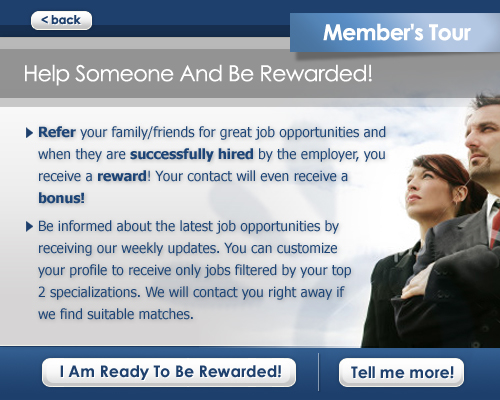 < back
Member's Tour
Help Someone And Be Rewarded!
Refer your family/friends for great job opportunities and
when they are successfully hired by the employer, you
receive a reward! Your contact will even receive a
bonus!
Be informed about the latest job opportunities by
receiving our weekly updates. You can customize
your profile to receive only jobs filtered by your top
2 specializations. We will contact you right away if
we find suitable matches.
I Am Ready To Be Rewarded!
Tell me more!